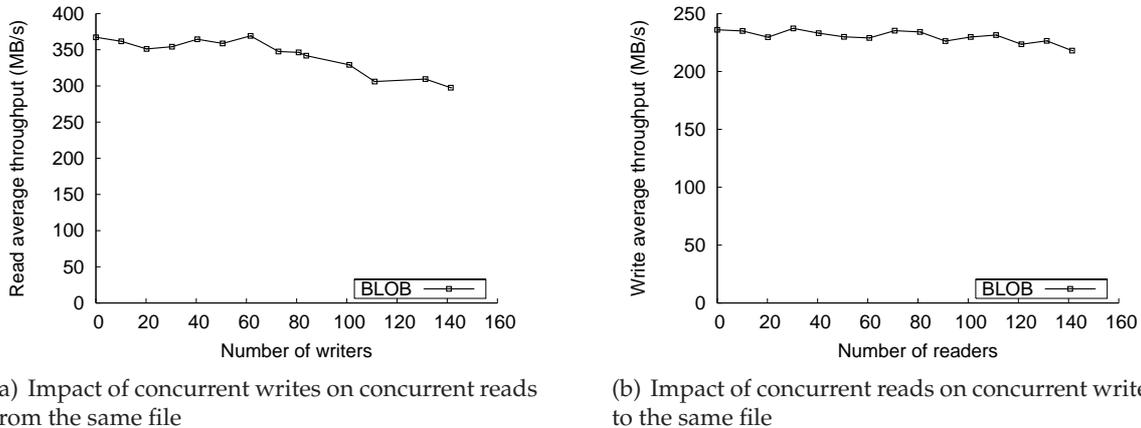 Read average throughput (MB/s)
400
350
300
250
200
150
100
50
0
BLOB
0 20 40 60 80 100 120 140 160
Number of writers
a) Impact of concurrent writes on concurrent reads
rom the same file
Write average throughput (MB/s)
250
200
150
100
50
0
BLOB
0 20 40 60 80 100 120 140 160
Number of readers
(b) Impact of concurrent reads on concurrent write
to the same file